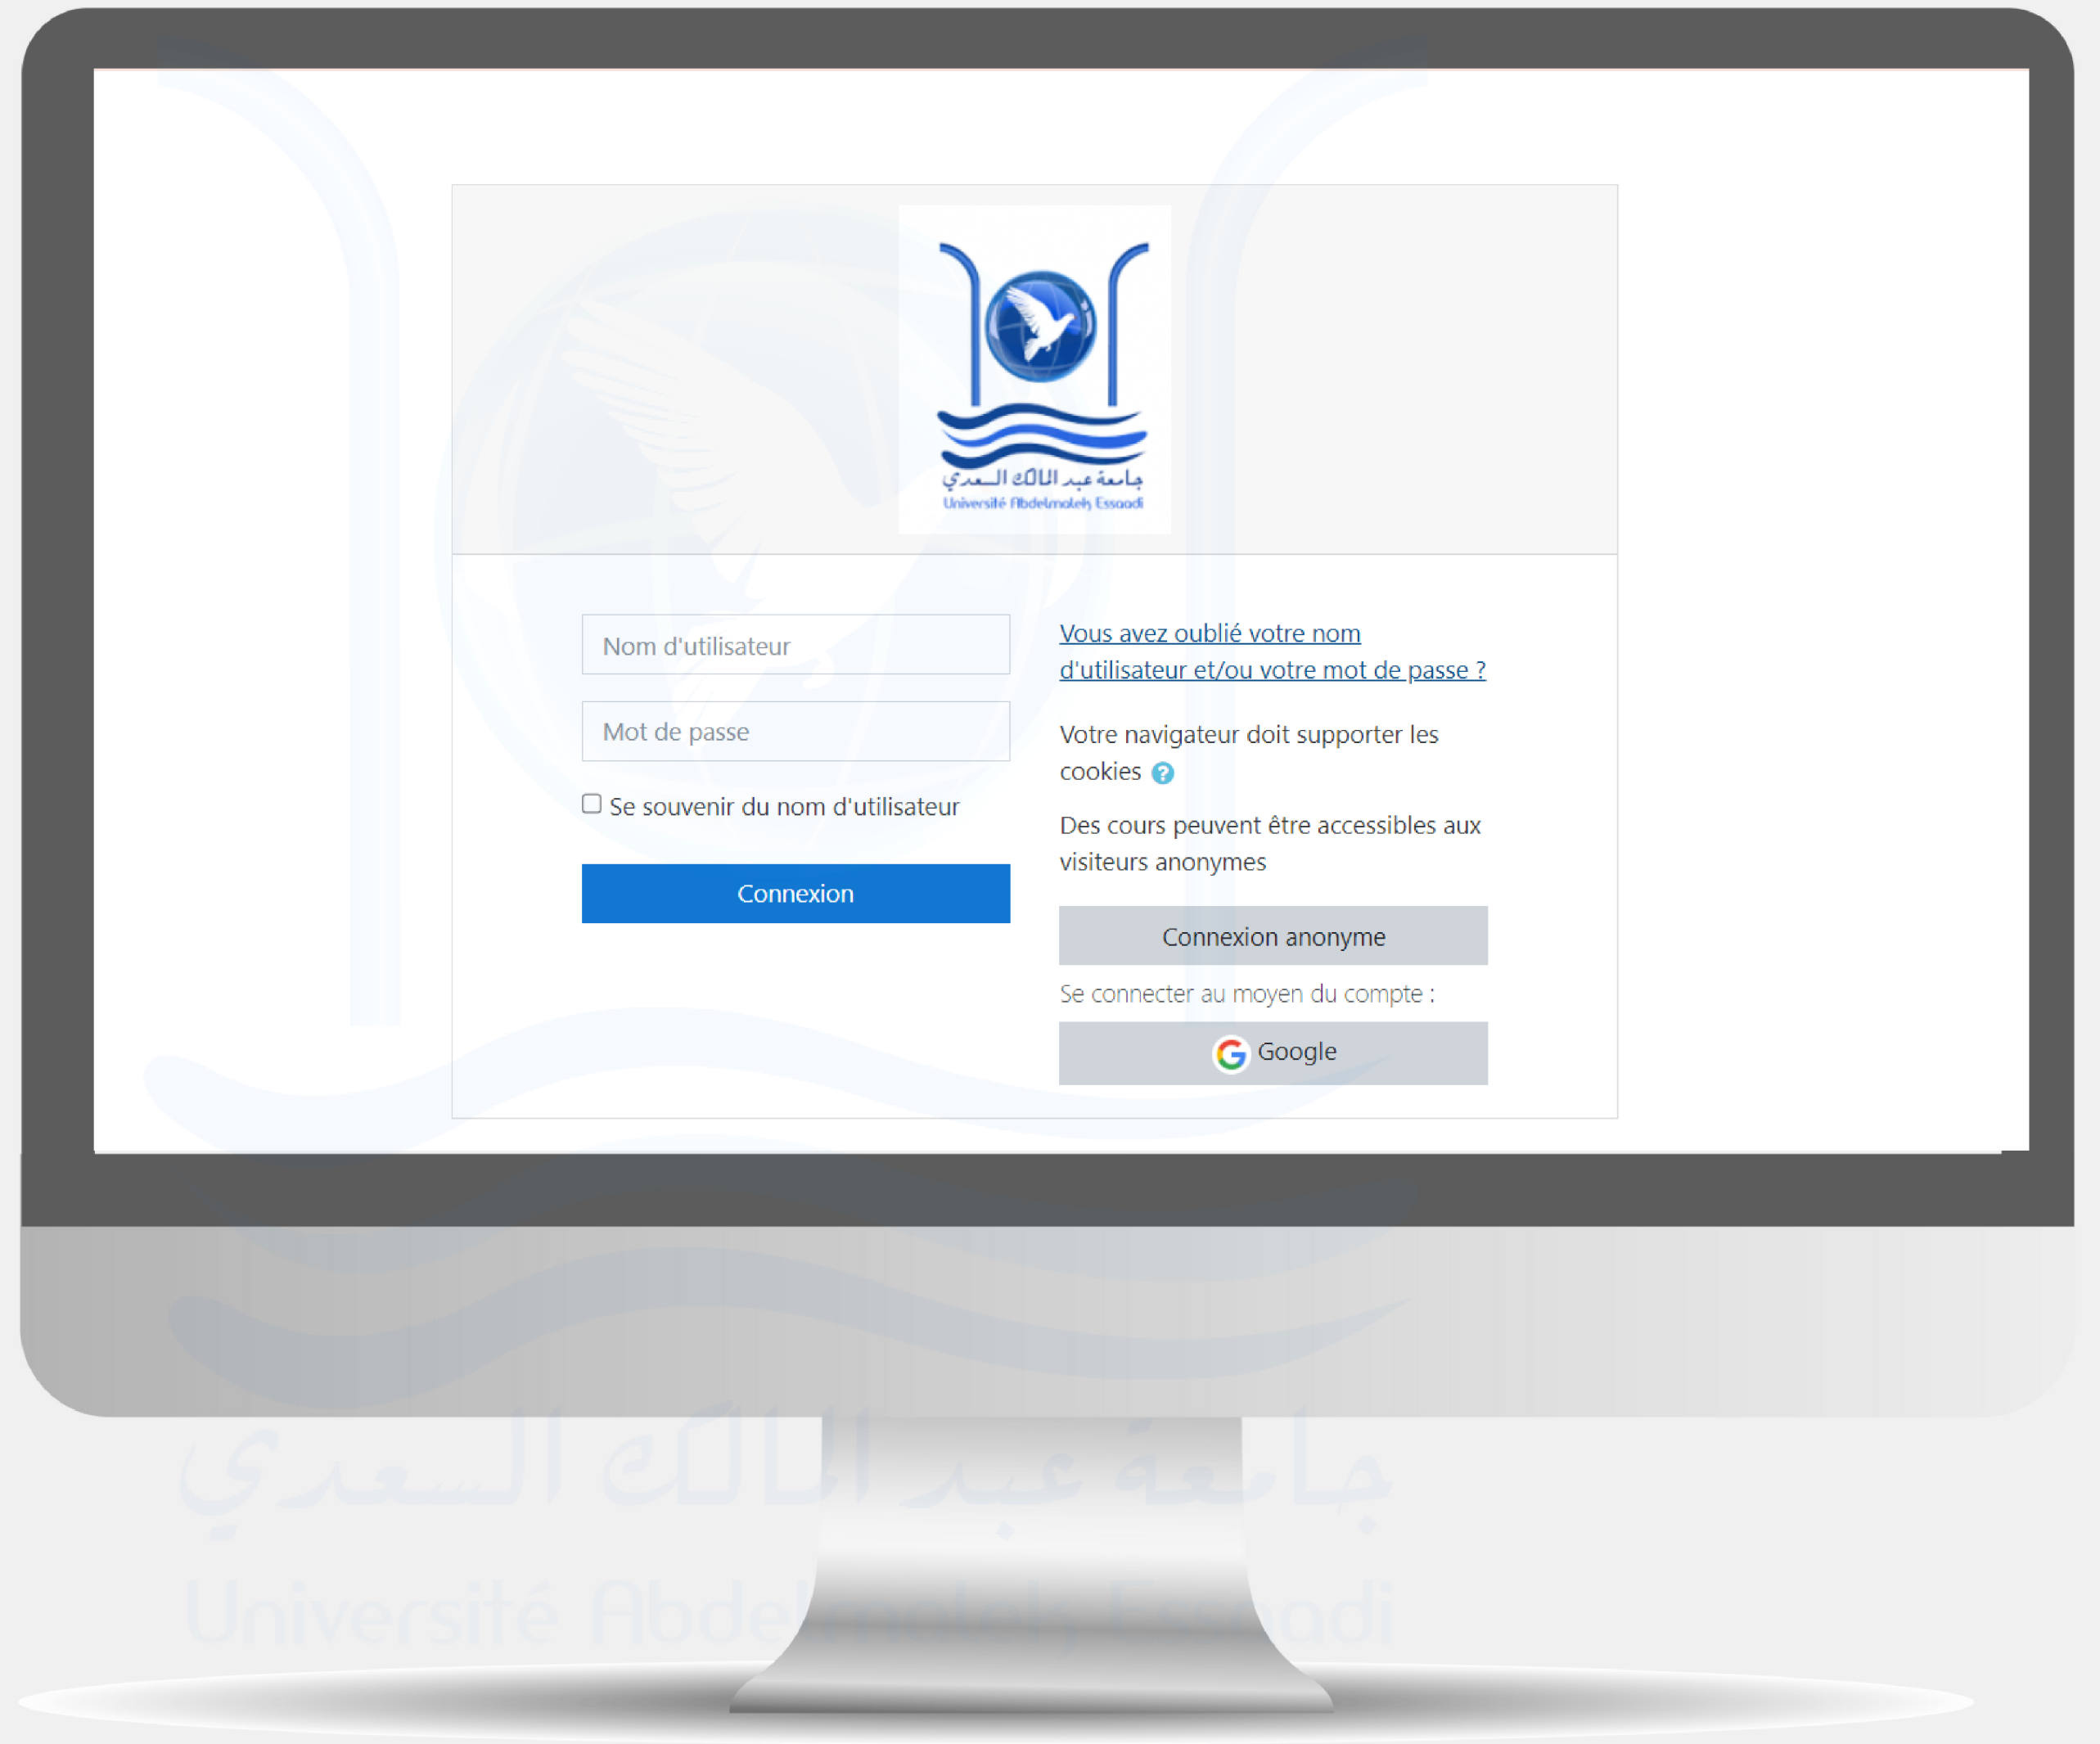 جامعة عبد المالك السعدي
Université Abdelmalek Essaadi
Nom d'utilisateur
Mot de passe
Se souvenir du nom d'utilisateur
Connexion
Vous avez oublié votre nom
d'utilisateur et/ou votre mot de passe ?
Votre navigateur doit supporter les
cookies ?
Des cours peuvent être accessibles aux
visiteurs anonymes
Connexion anonyme
Se connecter au moyen du compte :
Google
جامعة عبد المالك السعدي
Université Abdelmalek Essaadi